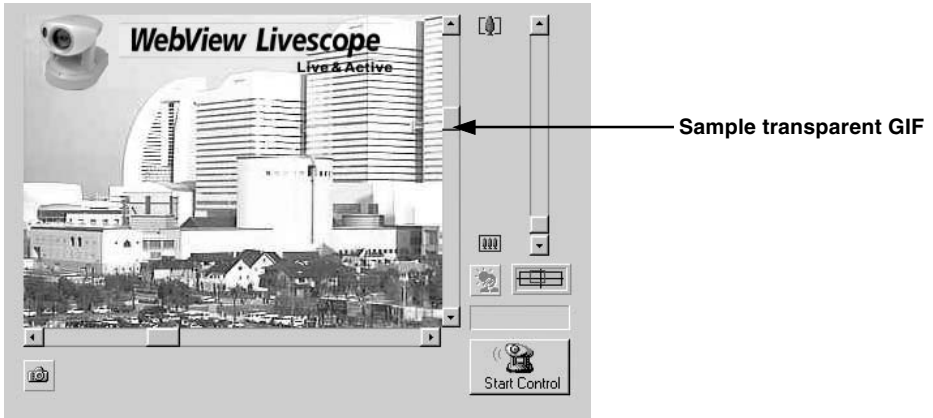 WebView Livescope
Live & Active
Sample transparent GIF
Start Control